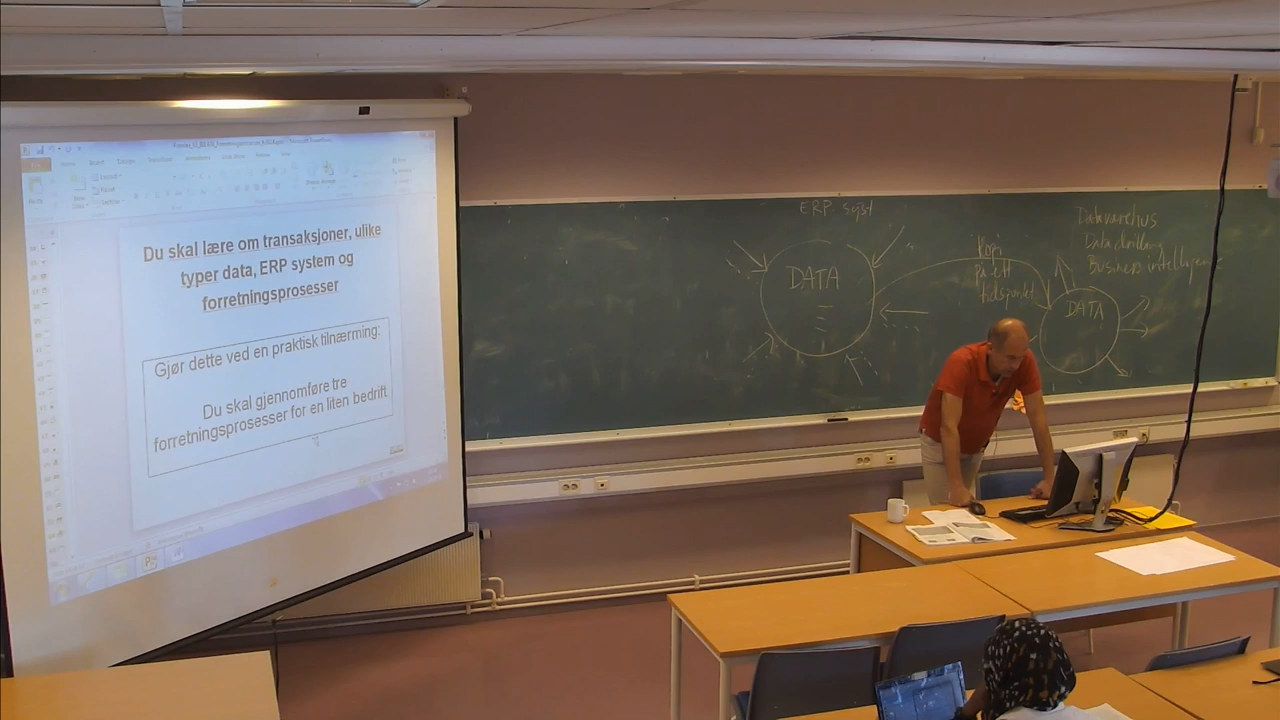 Du skal lære om transaksjoner, ulike
typer data, ERP system og
forretningsprosesser
Gjør dette ved en praktisk tilnærming:
Du skal gjennomføre tre
forretningsprosesser for en liten bedrift
ERP-syst
DATA
Kopi
på ett
tidspunkt
Datavarehus
Datadrilling
Business intelligence
DATA